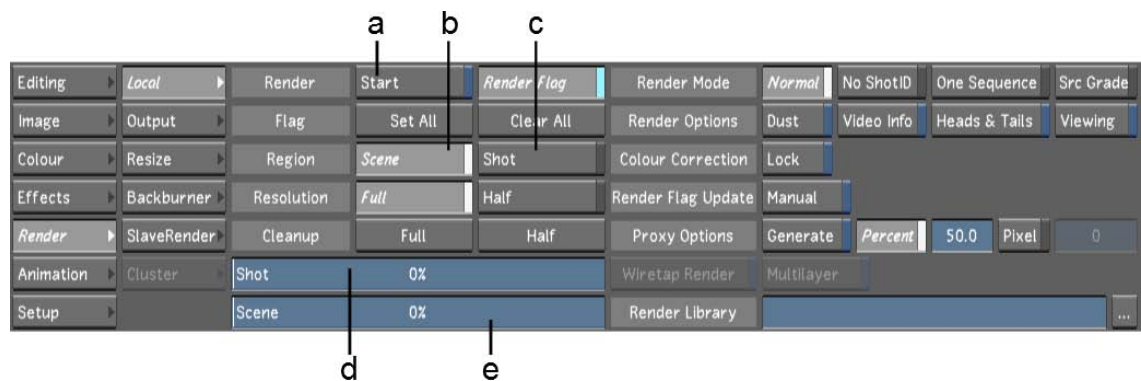 a b c
Editing Local Render Start Render Flag Render Mode Normal No ShotID One Sequence Src Grade
Image Output Flag Set All Clear All Render Options Dust Video Info Heads & Tails Viewing
Colour Resize Region Scene Shot Colour Correction Lock
Effects Backburner Resolution Full Half Render Flag Update Manual
Render SlaveRender Cleanup Full Half Proxy Options Generate Percent 50.0 Pixel 0
Animation Cluster Shot 0% Wiretap Render Multilayer
Setup Scene 0% Render Library ...
d e